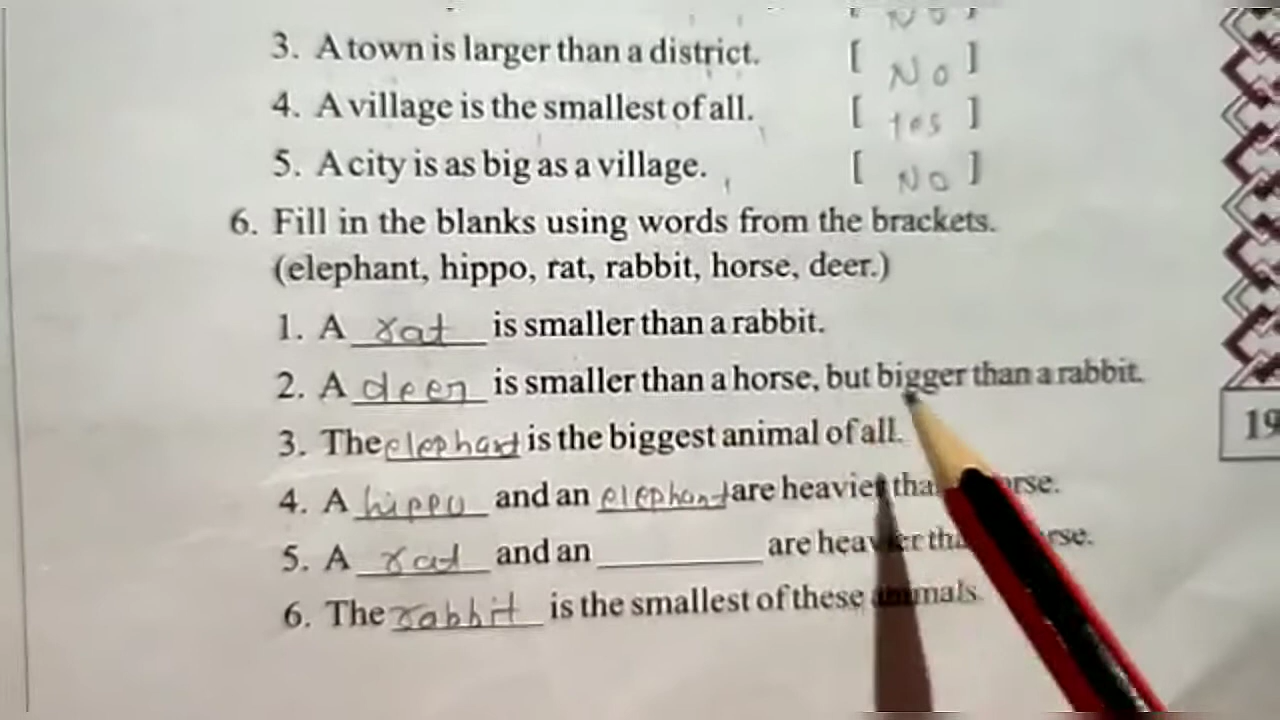 [ No ]
3. A town is larger than a district. [ No ]
4. A village is the smallest of all. [ Yes ]
5. A city is as big as a village. [ No ]
6. Fill in the blanks using words from the brackets.
(elephant, hippo, rat, rabbit, horse, deer.)
1. A rat is smaller than a rabbit.
2. A deer is smaller than a horse, but bigger than a rabbit.
3. The elephant is the biggest animal of all.
4. A hippo and an elephant are heavier
5. A rat and an ________ are heavier
6. The rabbit is the smallest of these animals.
19